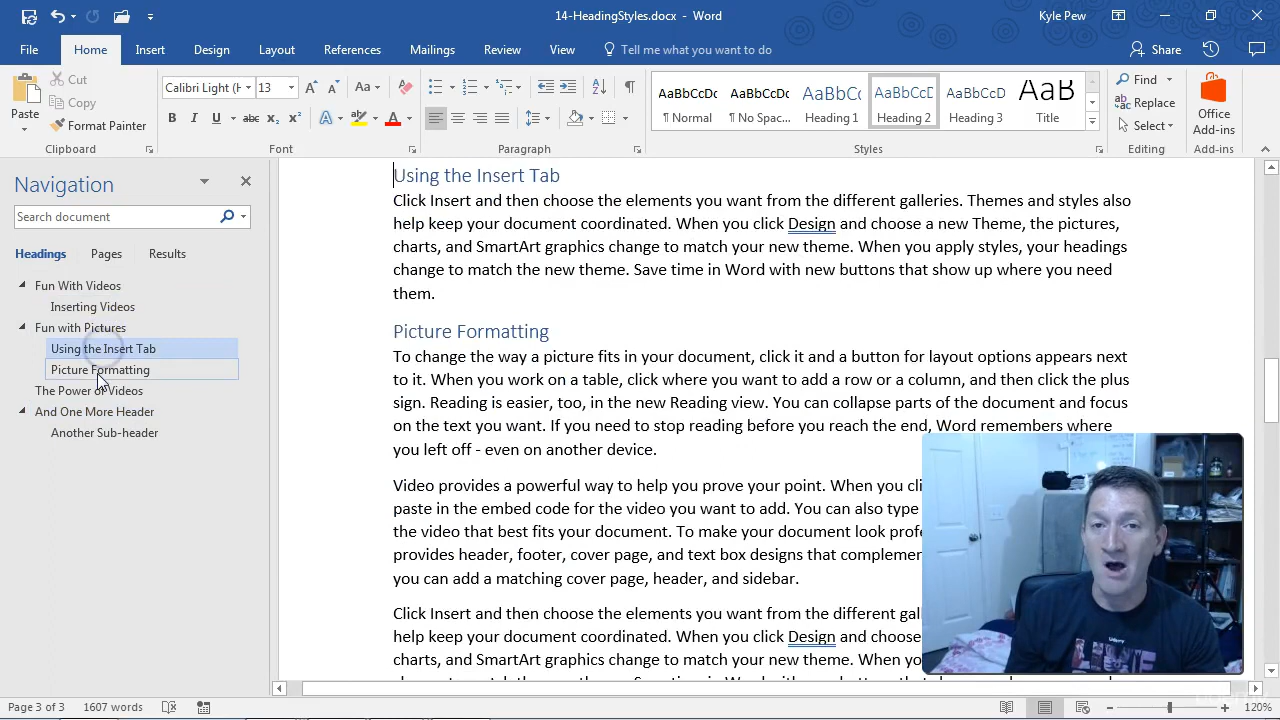 14-HeadingStyles.docx - Word
Kyle Pew
File Home Insert Design Layout References Mailings Review View Tell me what you want to do Share
Paste
Cut
Copy
Format Painter
Clipboard
Calibri Light (H 13
Font
Paragraph
AaBbCcDc AaBbCcDc AaBbCc AaBbCcD AaBbCcD AaB
¶ Normal ¶ No Spac... Heading 1 Heading 2 Heading 3 Title
Styles
Find
Replace
Select
Editing
Office
Add-ins
Add-ins
Navigation
Search document
Headings Pages Results
Fun With Videos
Inserting Videos
Fun with Pictures
Using the Insert Tab
Picture Formatting
The Power of Videos
And One More Header
Another Sub-header
Using the Insert Tab
Click Insert and then choose the elements you want from the different galleries. Themes and styles also
help keep your document coordinated. When you click Design and choose a new Theme, the pictures,
charts, and SmartArt graphics change to match your new theme. When you apply styles, your headings
change to match the new theme. Save time in Word with new buttons that show up where you need
them.
Picture Formatting
To change the way a picture fits in your document, click it and a button for layout options appears next
to it. When you work on a table, click where you want to add a row or a column, and then click the plus
sign. Reading is easier, too, in the new Reading view. You can collapse parts of the document and focus
on the text you want. If you need to stop reading before you reach the end, Word remembers where
you left off - even on another device.
Video provides a powerful way to help you prove your point. When you cli
paste in the embed code for the video you want to add. You can also type
the video that best fits your document. To make your document look profe
provides header, footer, cover page, and text box designs that complemen
you can add a matching cover page, header, and sidebar.
Click Insert and then choose the elements you want from the different gall
help keep your document coordinated. When you click Design and choose
charts, and SmartArt graphics change to match your new theme. When yo
Page 3 of 3 1607 words
120%